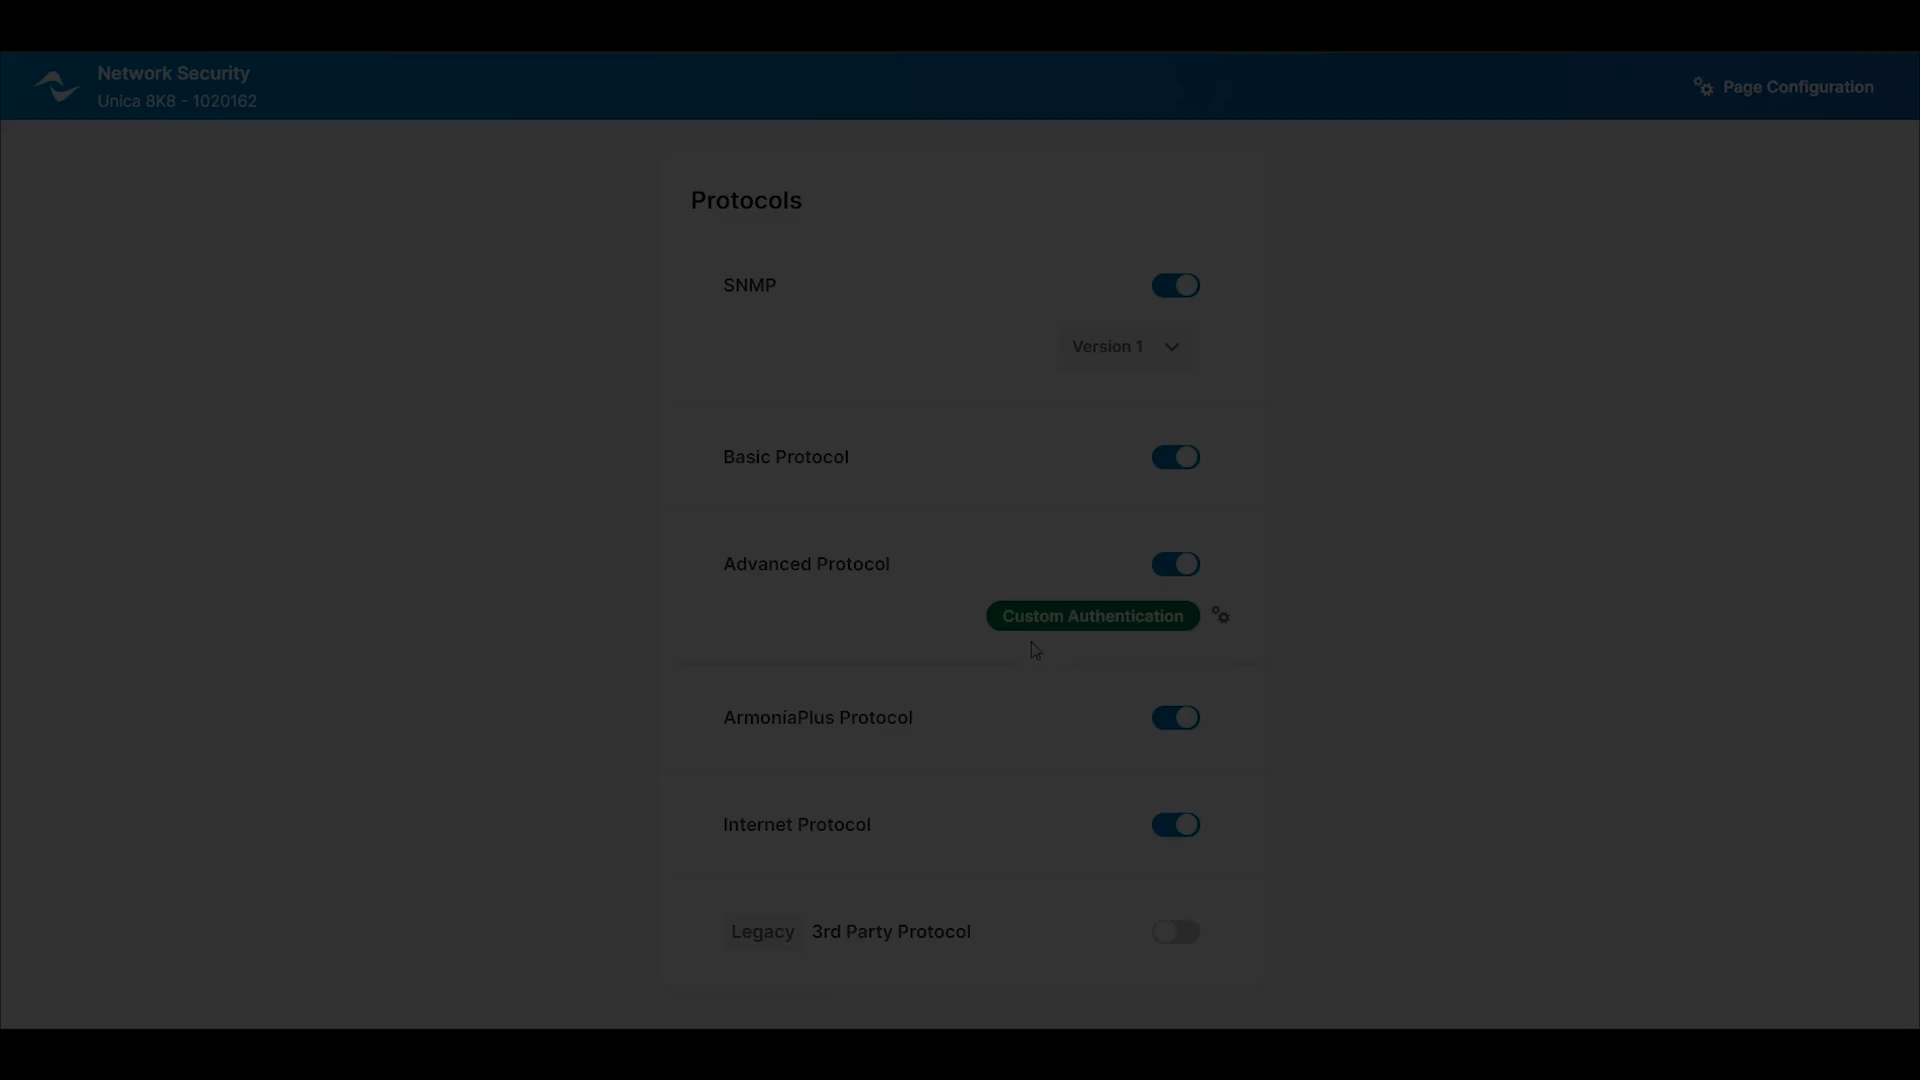 Network Security
Unica 8K8 - 1020162
Page Configuration
Protocols
SNMP
Version 1
Basic Protocol
Advanced Protocol
Custom Authentication
ArmoníaPlus Protocol
Internet Protocol
Legacy 3rd Party Protocol